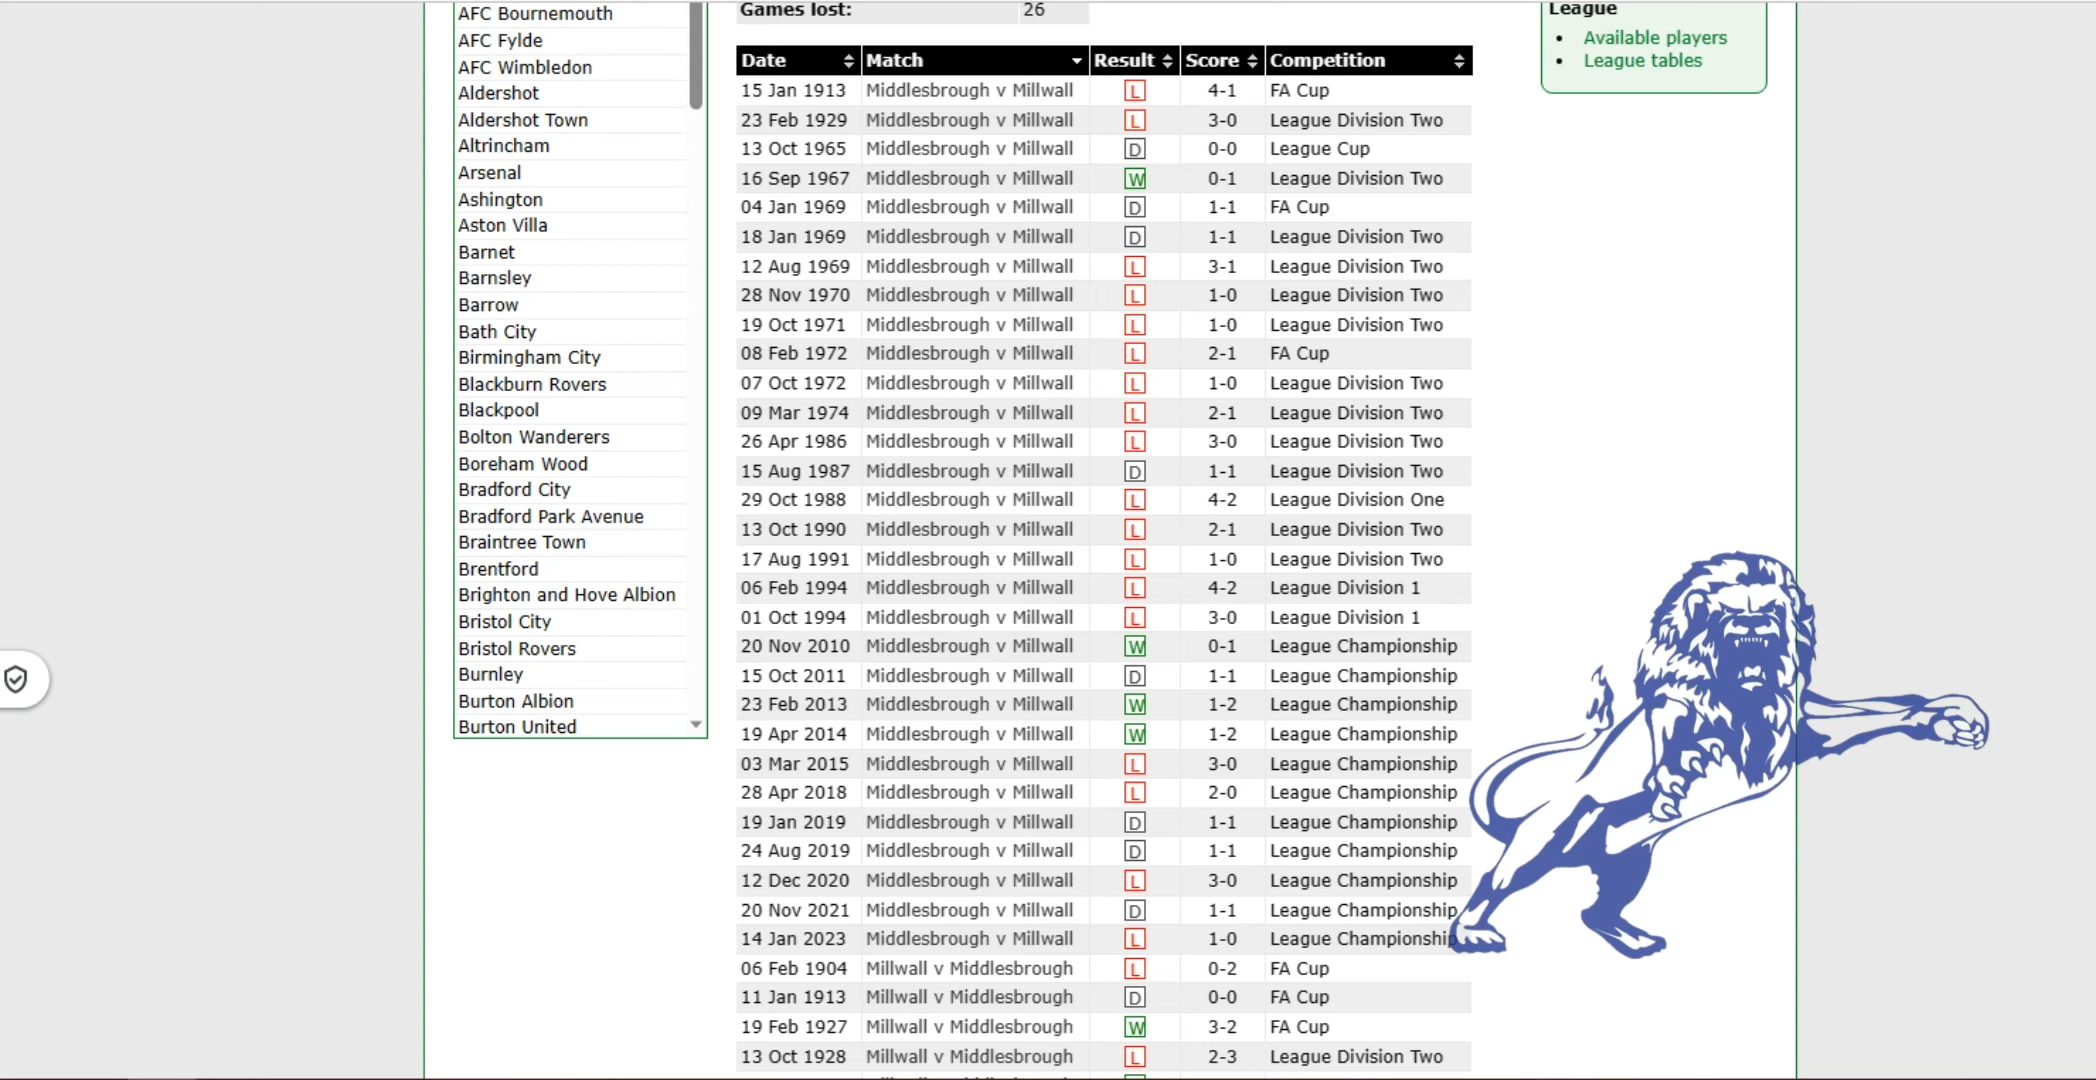 AFC Bournemouth
AFC Fylde
AFC Wimbledon
Aldershot
Aldershot Town
Altrincham
Arsenal
Ashington
Aston Villa
Barnet
Barnsley
Barrow
Bath City
Birmingham City
Blackburn Rovers
Blackpool
Bolton Wanderers
Boreham Wood
Bradford City
Bradford Park Avenue
Braintree Town
Brentford
Brighton and Hove Albion
Bristol City
Bristol Rovers
Burnley
Burton Albion
Burton United
Games lost: 26
Date Match Result Score Competition
15 Jan 1913 Middlesbrough v Millwall L 4-1 FA Cup
23 Feb 1929 Middlesbrough v Millwall L 3-0 League Division Two
13 Oct 1965 Middlesbrough v Millwall D 0-0 League Cup
16 Sep 1967 Middlesbrough v Millwall W 0-1 League Division Two
04 Jan 1969 Middlesbrough v Millwall D 1-1 FA Cup
18 Jan 1969 Middlesbrough v Millwall D 1-1 League Division Two
12 Aug 1969 Middlesbrough v Millwall L 3-1 League Division Two
28 Nov 1970 Middlesbrough v Millwall L 1-0 League Division Two
19 Oct 1971 Middlesbrough v Millwall L 1-0 League Division Two
08 Feb 1972 Middlesbrough v Millwall L 2-1 FA Cup
07 Oct 1972 Middlesbrough v Millwall L 1-0 League Division Two
09 Mar 1974 Middlesbrough v Millwall L 2-1 League Division Two
26 Apr 1986 Middlesbrough v Millwall L 3-0 League Division Two
15 Aug 1987 Middlesbrough v Millwall D 1-1 League Division Two
29 Oct 1988 Middlesbrough v Millwall L 4-2 League Division One
13 Oct 1990 Middlesbrough v Millwall L 2-1 League Division Two
17 Aug 1991 Middlesbrough v Millwall L 1-0 League Division Two
06 Feb 1994 Middlesbrough v Millwall L 4-2 League Division 1
01 Oct 1994 Middlesbrough v Millwall L 3-0 League Division 1
20 Nov 2010 Middlesbrough v Millwall W 0-1 League Championship
15 Oct 2011 Middlesbrough v Millwall D 1-1 League Championship
23 Feb 2013 Middlesbrough v Millwall W 1-2 League Championship
19 Apr 2014 Middlesbrough v Millwall W 1-2 League Championship
03 Mar 2015 Middlesbrough v Millwall L 3-0 League Championship
28 Apr 2018 Middlesbrough v Millwall L 2-0 League Championship
19 Jan 2019 Middlesbrough v Millwall D 1-1 League Championship
24 Aug 2019 Middlesbrough v Millwall D 1-1 League Championship
12 Dec 2020 Middlesbrough v Millwall L 3-0 League Championship
20 Nov 2021 Middlesbrough v Millwall D 1-1 League Championship
14 Jan 2023 Middlesbrough v Millwall L 1-0 League Championship
06 Feb 1904 Millwall v Middlesbrough L 0-2 FA Cup
11 Jan 1913 Millwall v Middlesbrough D 0-0 FA Cup
19 Feb 1927 Millwall v Middlesbrough W 3-2 FA Cup
13 Oct 1928 Millwall v Middlesbrough L 2-3 League Division Two
League
• Available players
• League tables